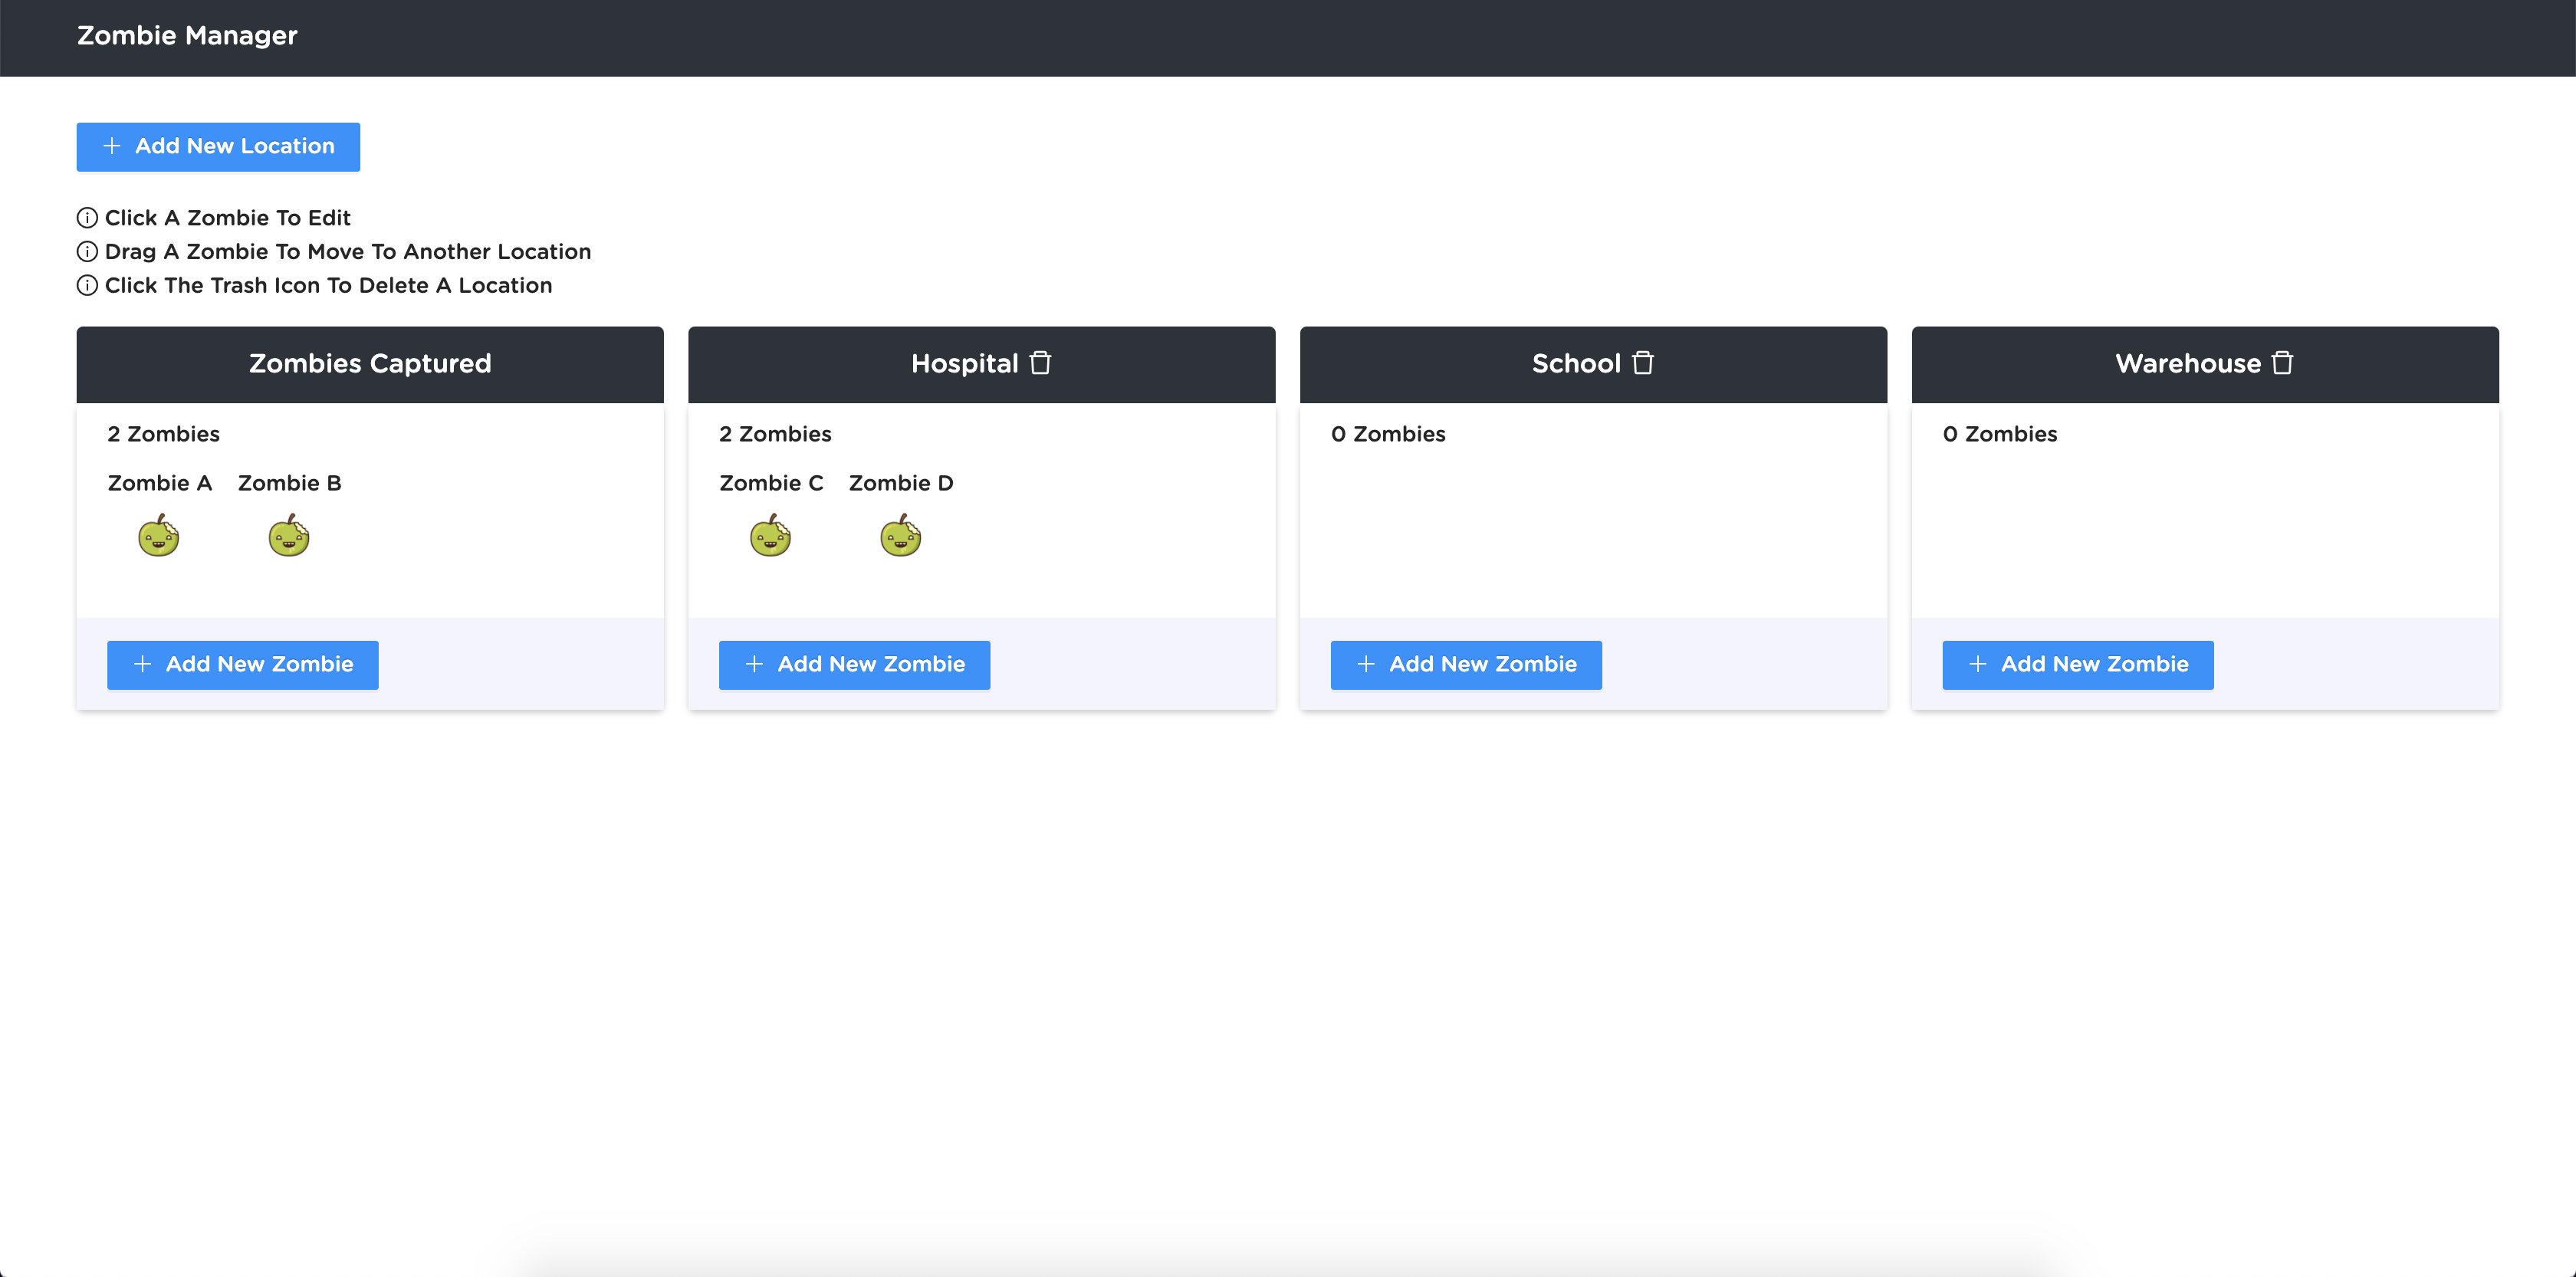 Zombie Manager
Add New Location
Click A Zombie To Edit
Drag A Zombie To Move To Another Location
Click The Trash Icon To Delete A Location
Zombies Captured
2 Zombies
Zombie A Zombie B
Add New Zombie
Hospital
2 Zombies
Zombie C Zombie D
Add New Zombie
School
0 Zombies
Add New Zombie
Warehouse
0 Zombies
Add New Zombie